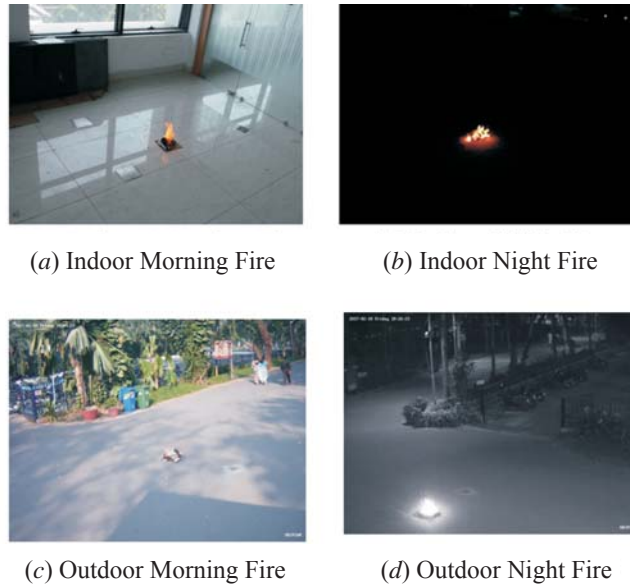 (a) Indoor Morning Fire
(b) Indoor Night Fire
(c) Outdoor Morning Fire
(d) Outdoor Night Fire